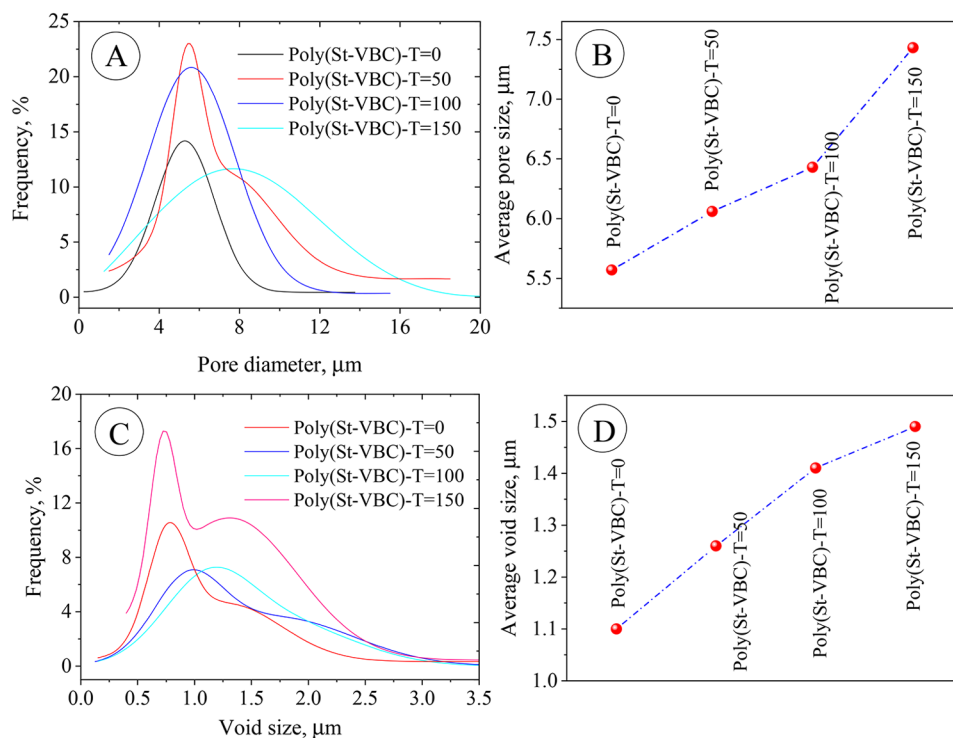 A
Poly(St-VBC)-T=0
Poly(St-VBC)-T=50
Poly(St-VBC)-T=100
Poly(St-VBC)-T=150
25
20
15
10
5
0
0
4
8
12
16
20
Frequency, %
Pore diameter, μm
B
7.5
7.0
6.5
6.0
5.5
Average pore size, μm
Poly(St-VBC)-T=0
Poly(St-VBC)-T=50
Poly(St-VBC)-T=100
Poly(St-VBC)-T=150
C
Poly(St-VBC)-T=0
Poly(St-VBC)-T=50
Poly(St-VBC)-T=100
Poly(St-VBC)-T=150
20
16
12
8
4
0
0.0
0.5
1.0
1.5
2.0
2.5
3.0
3.5
Frequency, %
Void size, μm
D
1.5
1.4
1.3
1.2
1.1
1.0
Average void size, μm
Poly(St-VBC)-T=0
Poly(St-VBC)-T=50
Poly(St-VBC)-T=100
Poly(St-VBC)-T=150